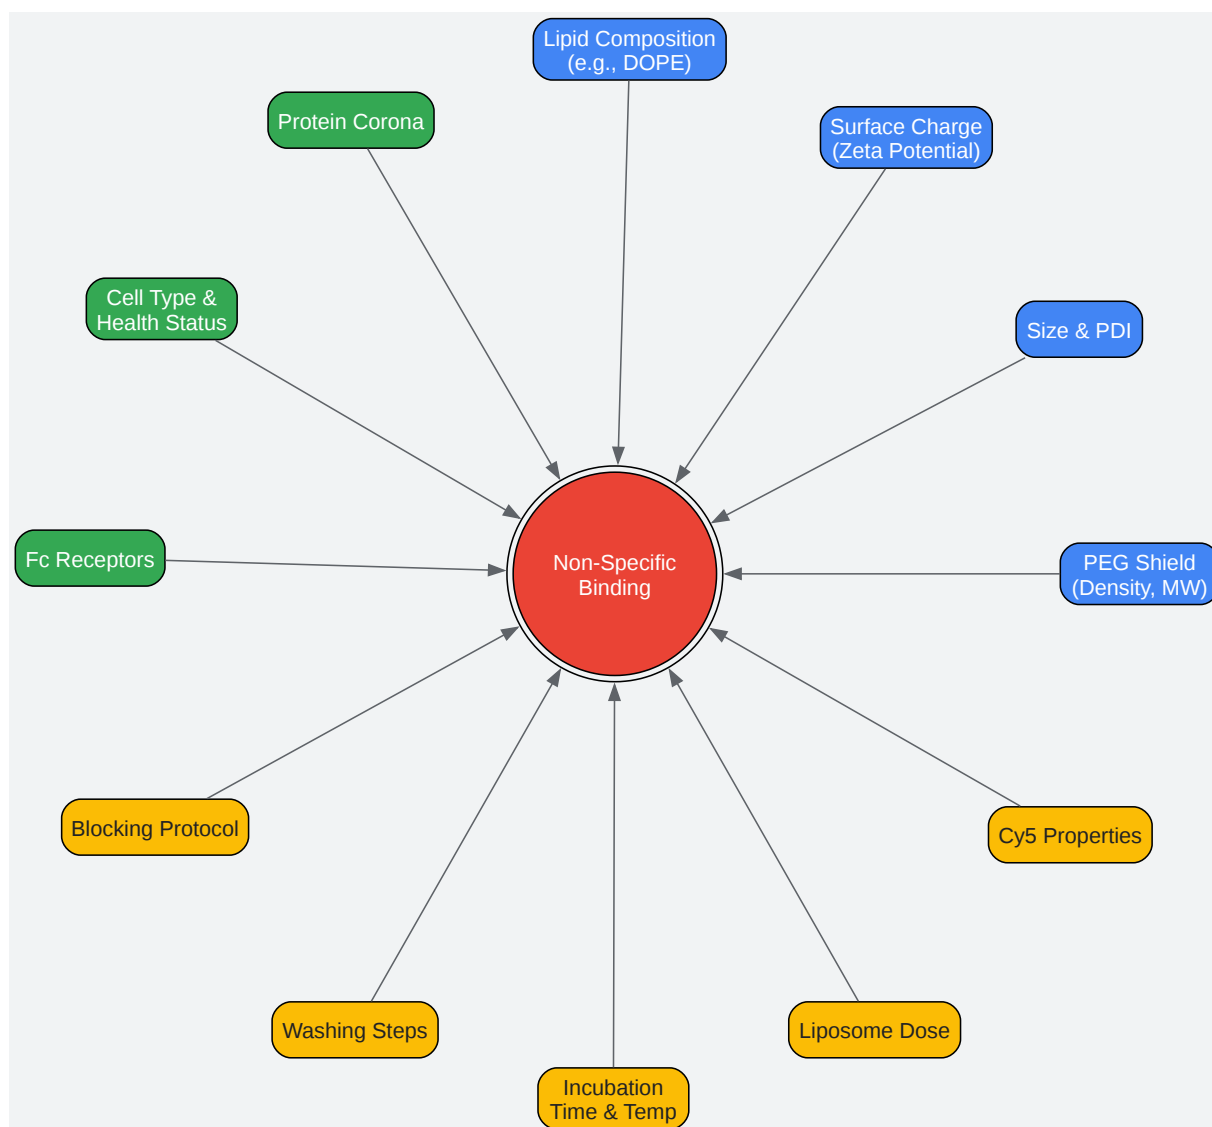 Lipid Composition
(e.g., DOPE)
Protein Corona
Surface Charge
(Zeta Potential)
Cell Type &
Health Status
Size & PDI
Fc Receptors
Non-Specific
Binding
PEG Shield
(Density, MW)
Blocking Protocol
Cy5 Properties
Washing Steps
Liposome Dose
Incubation
Time & Temp